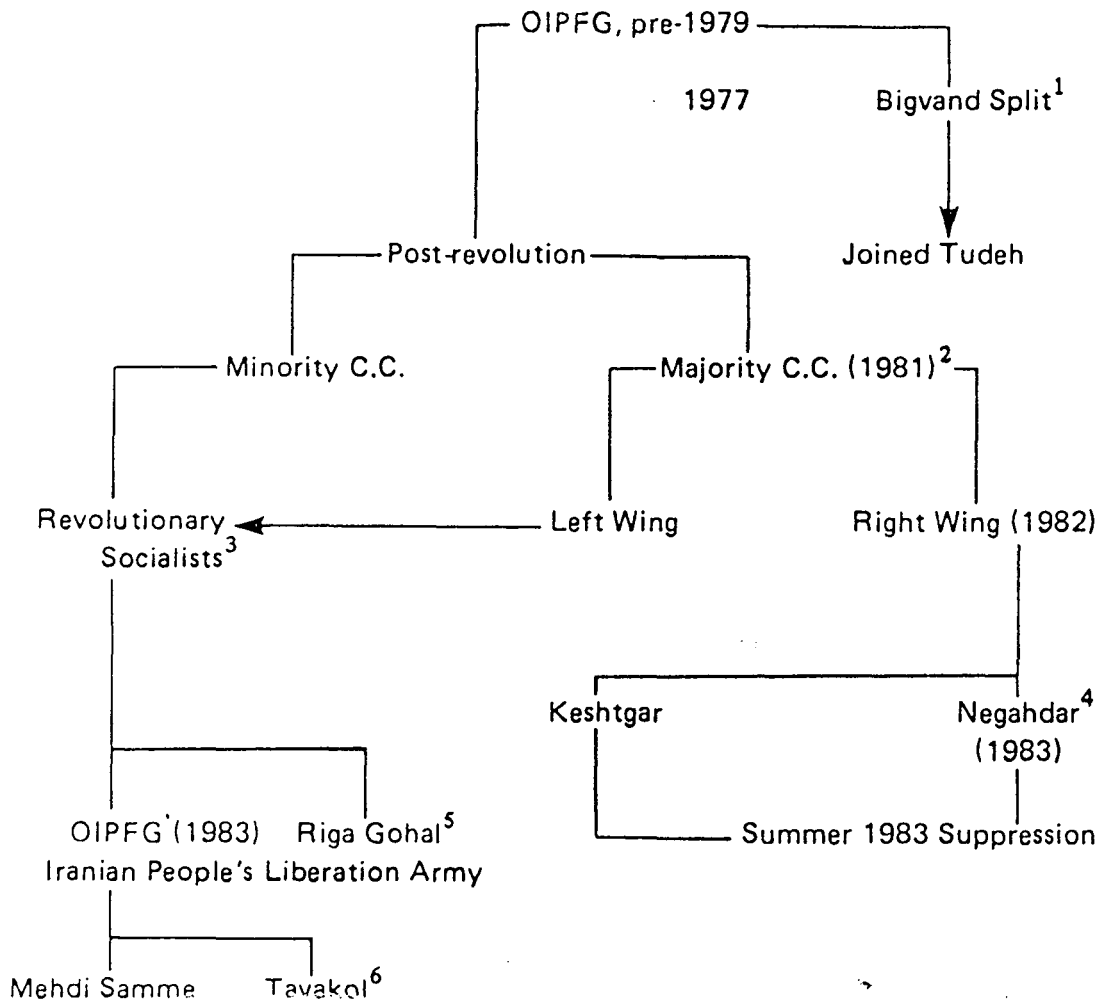 OIPFG, pre-1979
1977 Bigvand Split¹
Post-revolution Joined Tudeh
Minority C.C. Majority C.C. (1981)²
Revolutionary Left Wing Right Wing (1982)
Socialists³
Keshtgar Negahdar⁴
(1983)
OIPFG (1983) Riga Gohal⁵ Summer 1983 Suppression
Iranian People's Liberation Army
Mehdi Samme Tavakol⁶